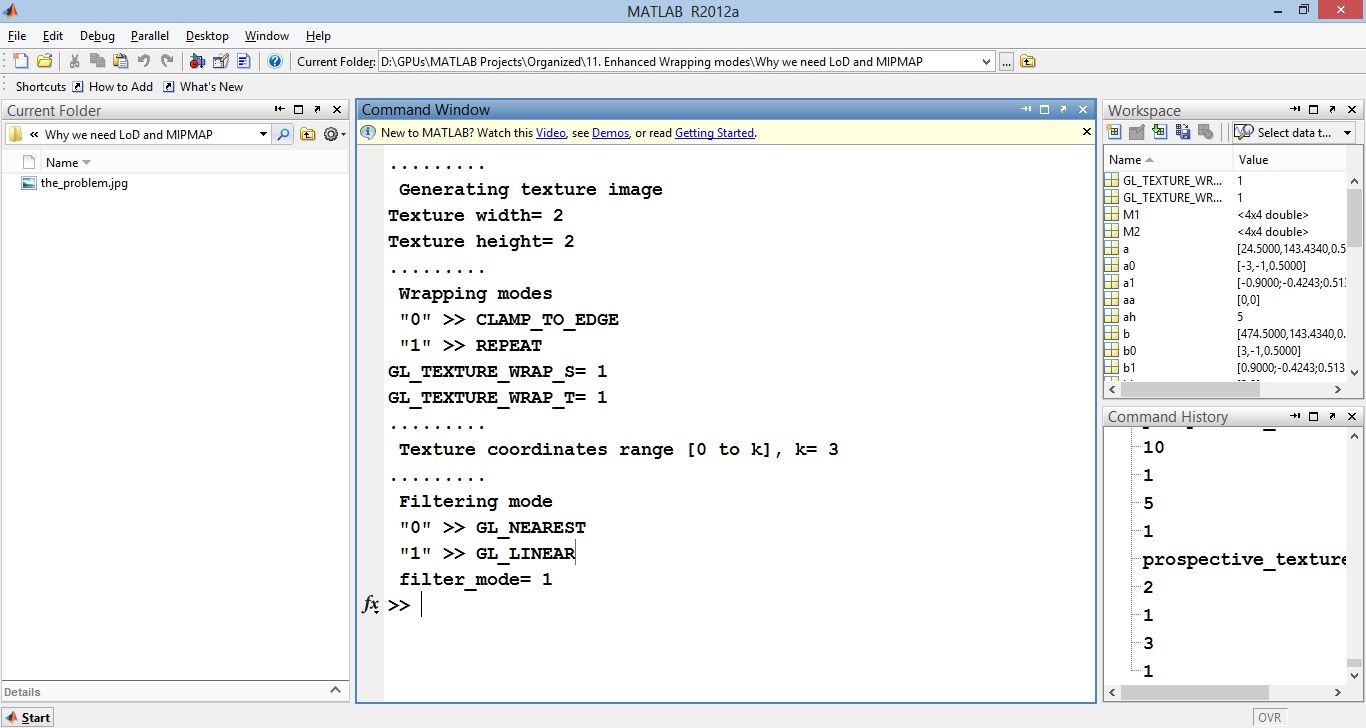 MATLAB R2012a
File Edit Debug Parallel Desktop Window Help
Current Folder: D:\GPUs\MATLAB Projects\Organized\11. Enhanced Wrapping modes\Why we need LoD and MIPMAP ...
Shortcuts How to Add What's New
Current Folder
« Why we need LoD and MIPMAP
Name
the_problem.jpg
Details
Command Window
New to MATLAB? Watch this Video, see Demos, or read Getting Started.
.........
Generating texture image
Texture width= 2
Texture height= 2
.........
Wrapping modes
"0" >> CLAMP_TO_EDGE
"1" >> REPEAT
GL_TEXTURE_WRAP_S= 1
GL_TEXTURE_WRAP_T= 1
.........
Texture coordinates range [0 to k], k= 3
.........
Filtering mode
"0" >> GL_NEAREST
"1" >> GL_LINEAR
filter_mode= 1
fx >>
Workspace
Select data t...
Name Value
GL_TEXTURE_WR... 1
GL_TEXTURE_WR... 1
M1 <4x4 double>
M2 <4x4 double>
a [24.5000,143.4340,0.5
a0 [-3,-1,0.5000]
a1 [-0.9000;-0.4243;0.513
aa [0,0]
ah 5
b [474.5000,143.4340,0.
b0 [3,-1,0.5000]
b1 [0.9000;-0.4243;0.513
Command History
10
1
5
1
prospective_texture
2
1
3
1
Start
OVR